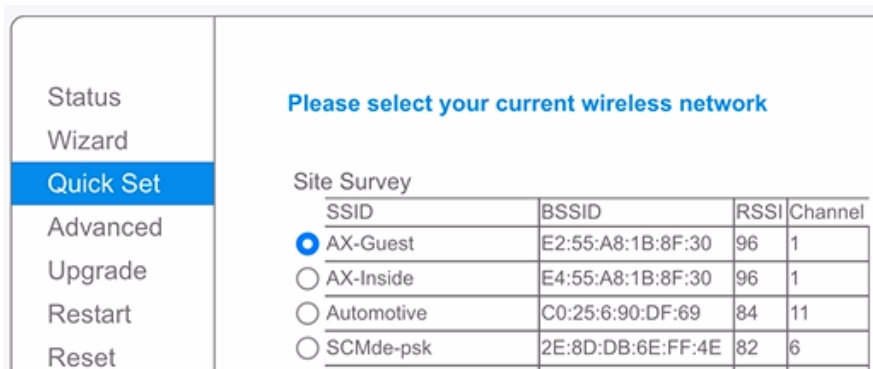 Status
Wizard
Quick Set
Advanced
Upgrade
Restart
Reset
Please select your current wireless network
Site Survey
SSID BSSID RSSI Channel
AX-Guest E2:55:A8:1B:8F:30 96 1
AX-Inside E4:55:A8:1B:8F:30 96 1
Automotive C0:25:6:90:DF:69 84 11
SCMde-psk 2E:8D:DB:6E:FF:4E 82 6